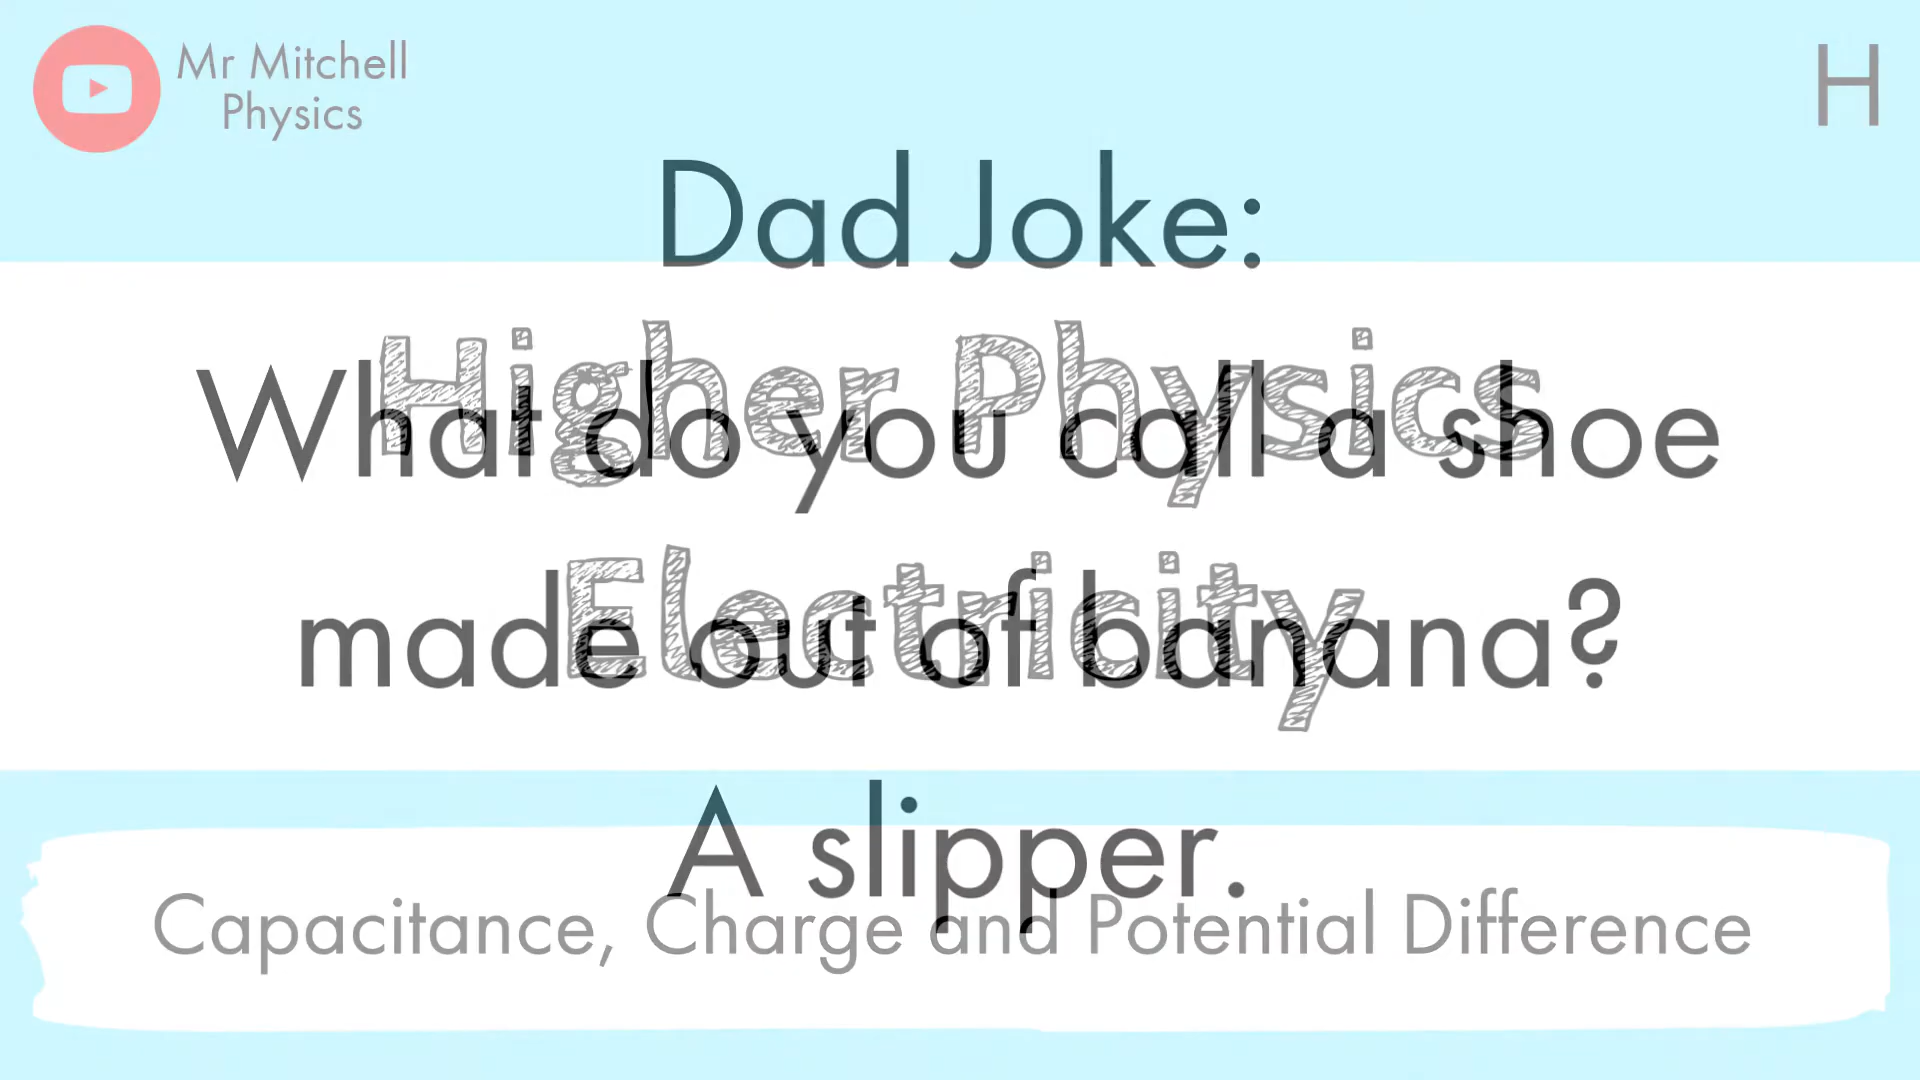 Mr Mitchell
Physics
H
Dad Joke:
Higher Physics
What do you call a shoe
Electricity
made out of banana?
A slipper.
Capacitance, Charge and Potential Difference